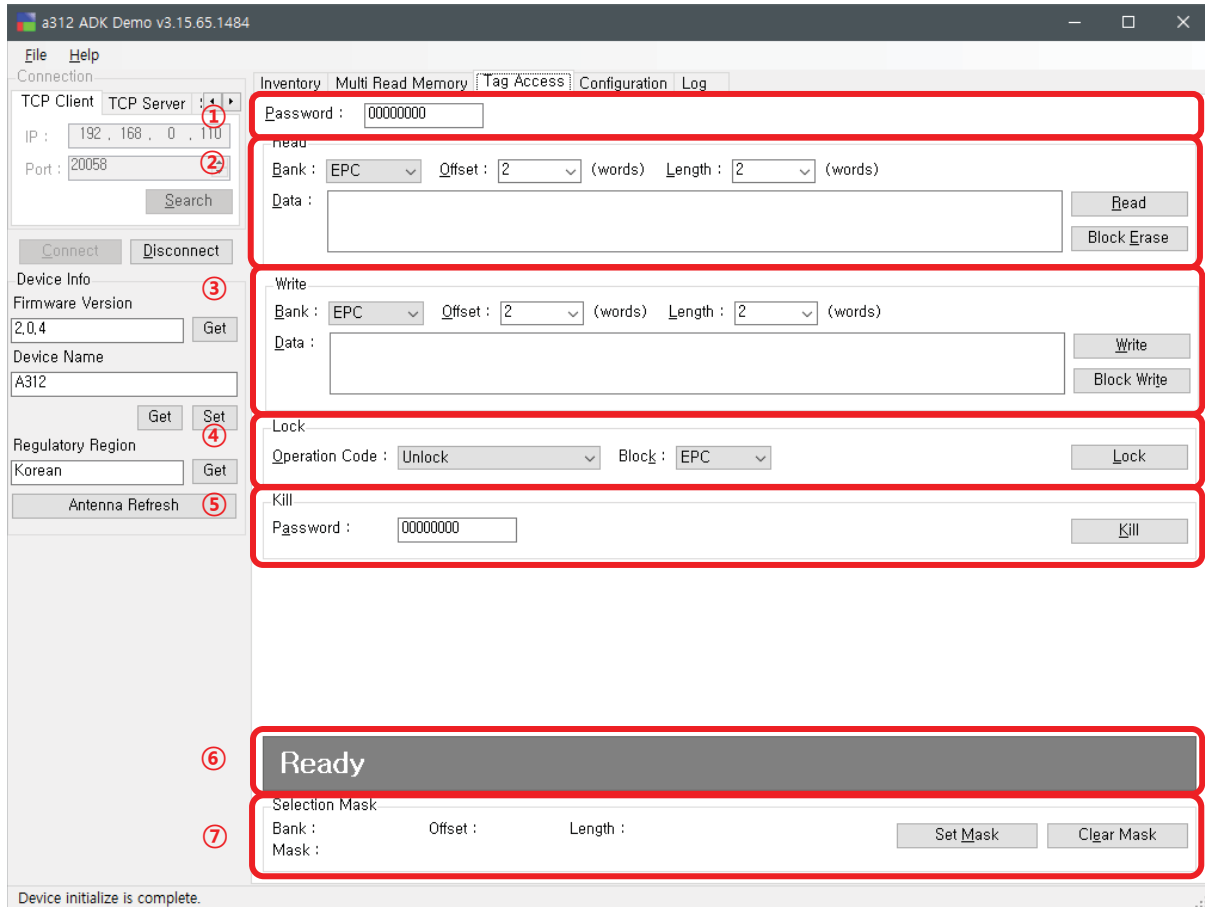 a312 ADK Demo v3.15.65.1484
File Help
Connection
TCP Client TCP Server
IP : 192 . 168 . 0 . 110
Port : 20058
Search
Connect Disconnect
Device Info
Firmware Version
2,0,4 Get
Device Name
A312
Get Set
Regulatory Region
Korean Get
Antenna Refresh
Inventory Multi Read Memory Tag Access Configuration Log
① Password : 00000000
② Read
Bank : EPC Offset : 2 (words) Length : 2 (words)
Data :
Read
Block Erase
③ Write
Bank : EPC Offset : 2 (words) Length : 2 (words)
Data :
Write
Block Write
④ Lock
Operation Code : Unlock Block : EPC Lock
⑤ Kill
Password : 00000000 Kill
⑥ Ready
⑦ Selection Mask
Bank : Offset : Length :
Mask :
Set Mask Clear Mask
Device initialize is complete.